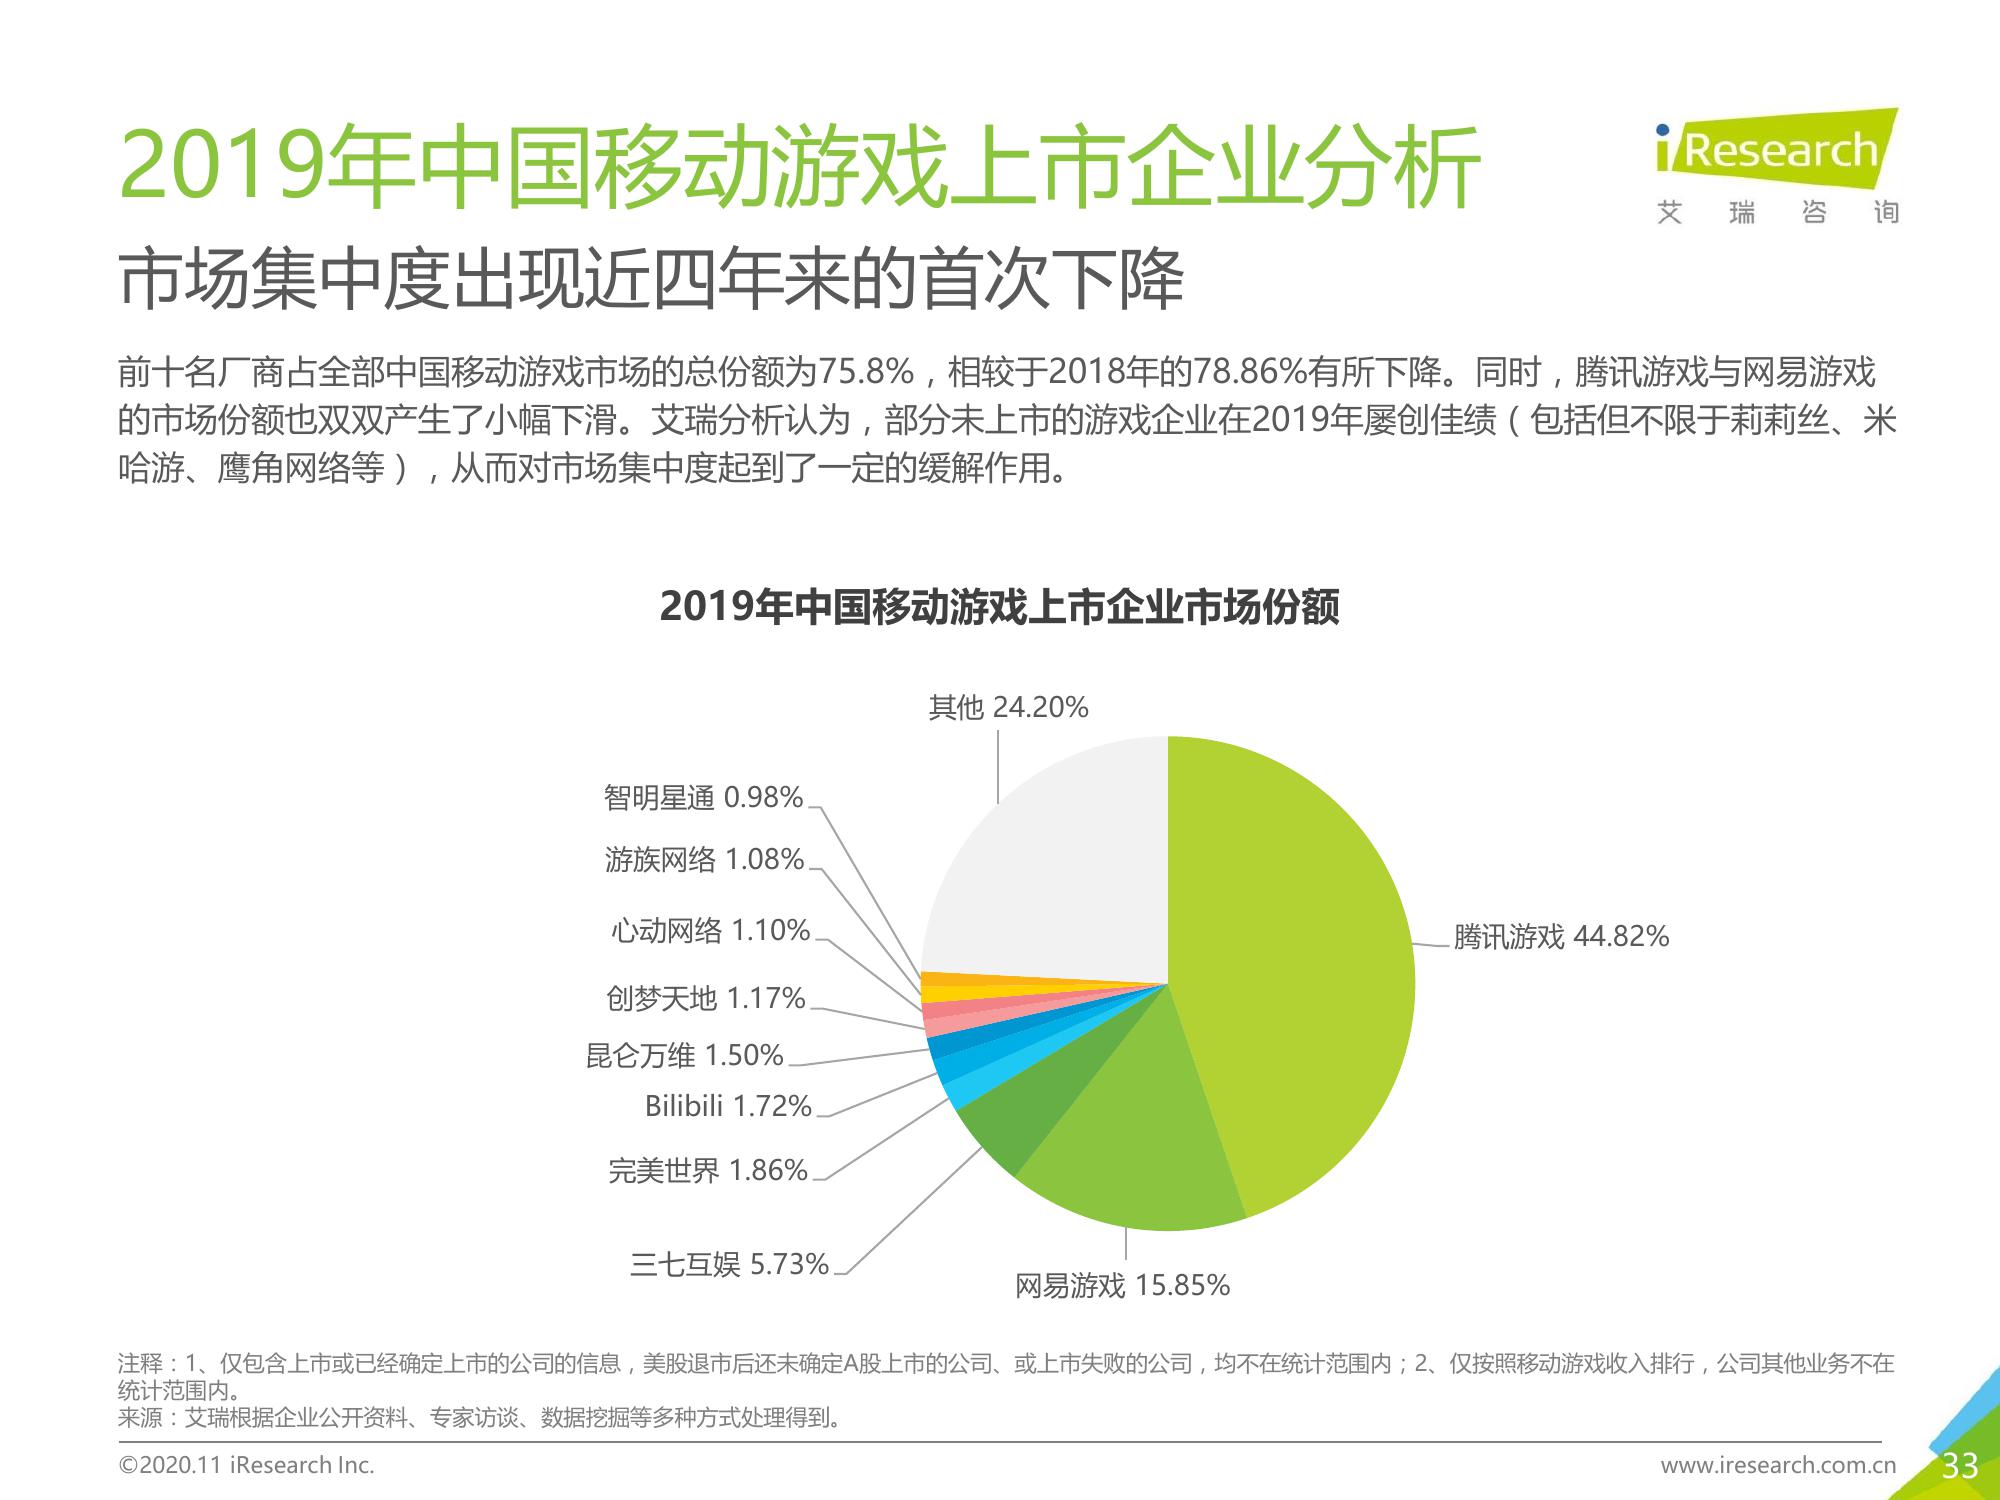 2019年中国移动游戏上市企业分析
iResearch
艾瑞咨询
市场集中度出现近四年来的首次下降
前十名厂商占全部中国移动游戏市场的总份额为75.8%，相较于2018年的78.86%有所下降。同时，腾讯游戏与网易游戏
的市场份额也双双产生了小幅下滑。艾瑞分析认为，部分未上市的游戏企业在2019年屡创佳绩（包括但不限于莉莉丝、米
哈游、鹰角网络等），从而对市场集中度起到了一定的缓解作用。
2019年中国移动游戏上市企业市场份额
其他 24.20%
智明星通 0.98%
游族网络 1.08%
心动网络 1.10%
腾讯游戏 44.82%
创梦天地 1.17%
昆仑万维 1.50%
Bilibili 1.72%
完美世界 1.86%
三七互娱 5.73%
网易游戏 15.85%
注释：1、仅包含上市或已经确定上市的公司的信息，美股退市后还未确定A股上市的公司、或上市失败的公司，均不在统计范围内；2、仅按照移动游戏收入排行，公司其他业务不在
统计范围内。
来源：艾瑞根据企业公开资料、专家访谈、数据挖掘等多种方式处理得到。
©2020.11 iResearch Inc.
www.iresearch.com.cn
33